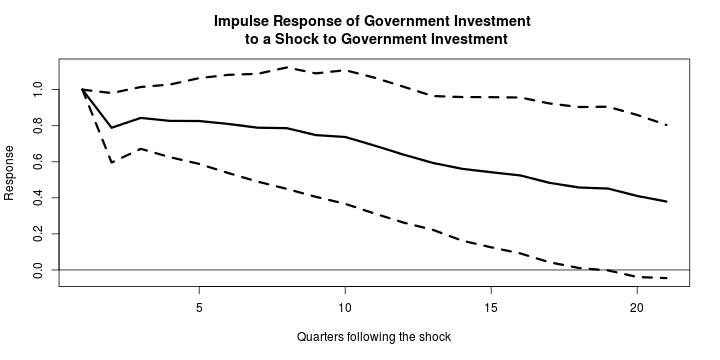 Impulse Response of Government Investment
to a Shock to Government Investment
Response
1.0
0.8
0.6
0.4
0.2
0.0
5 10 15 20
Quarters following the shock